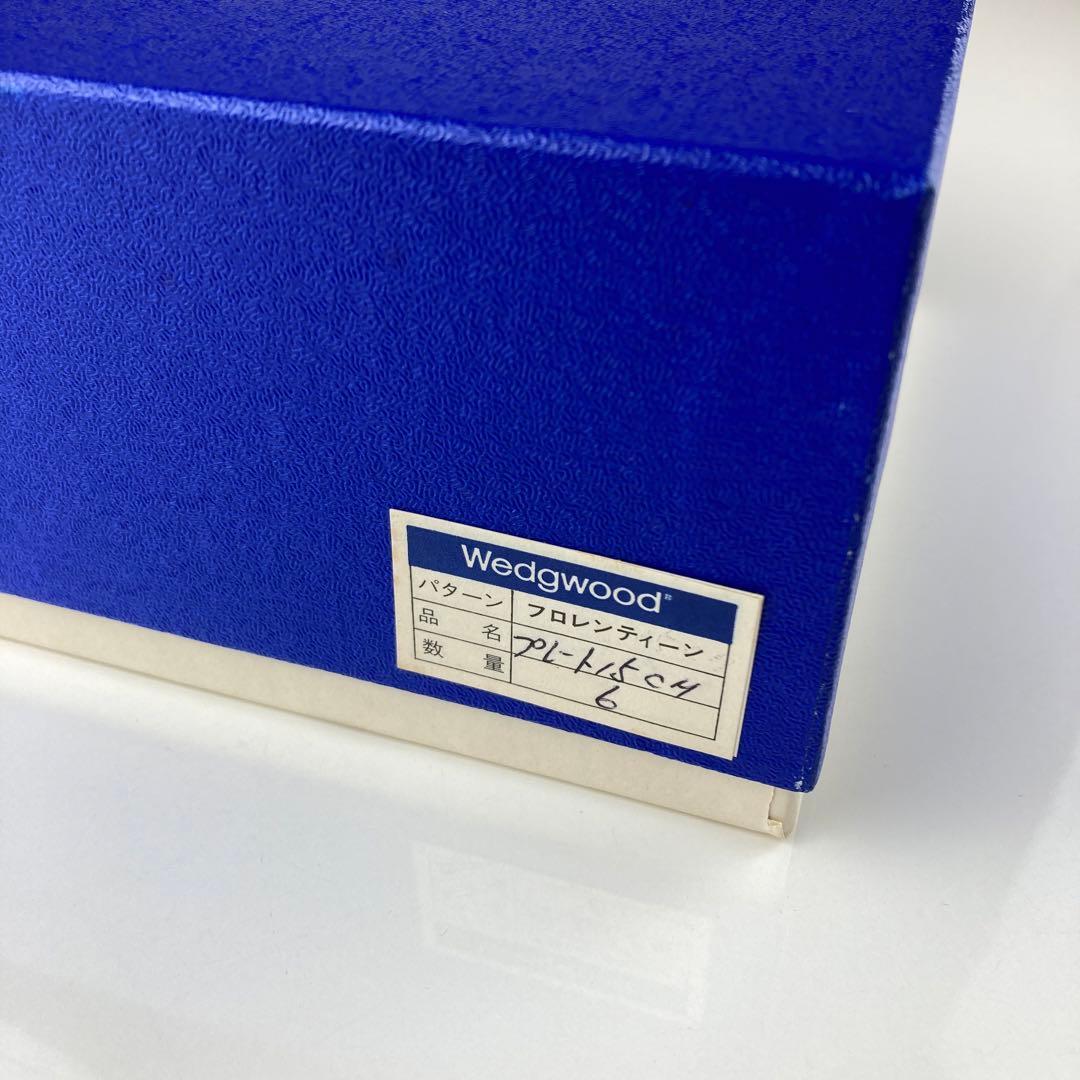 Wedgwood®
パターン フロレンティーン
品名 プレート15cm
数量 6